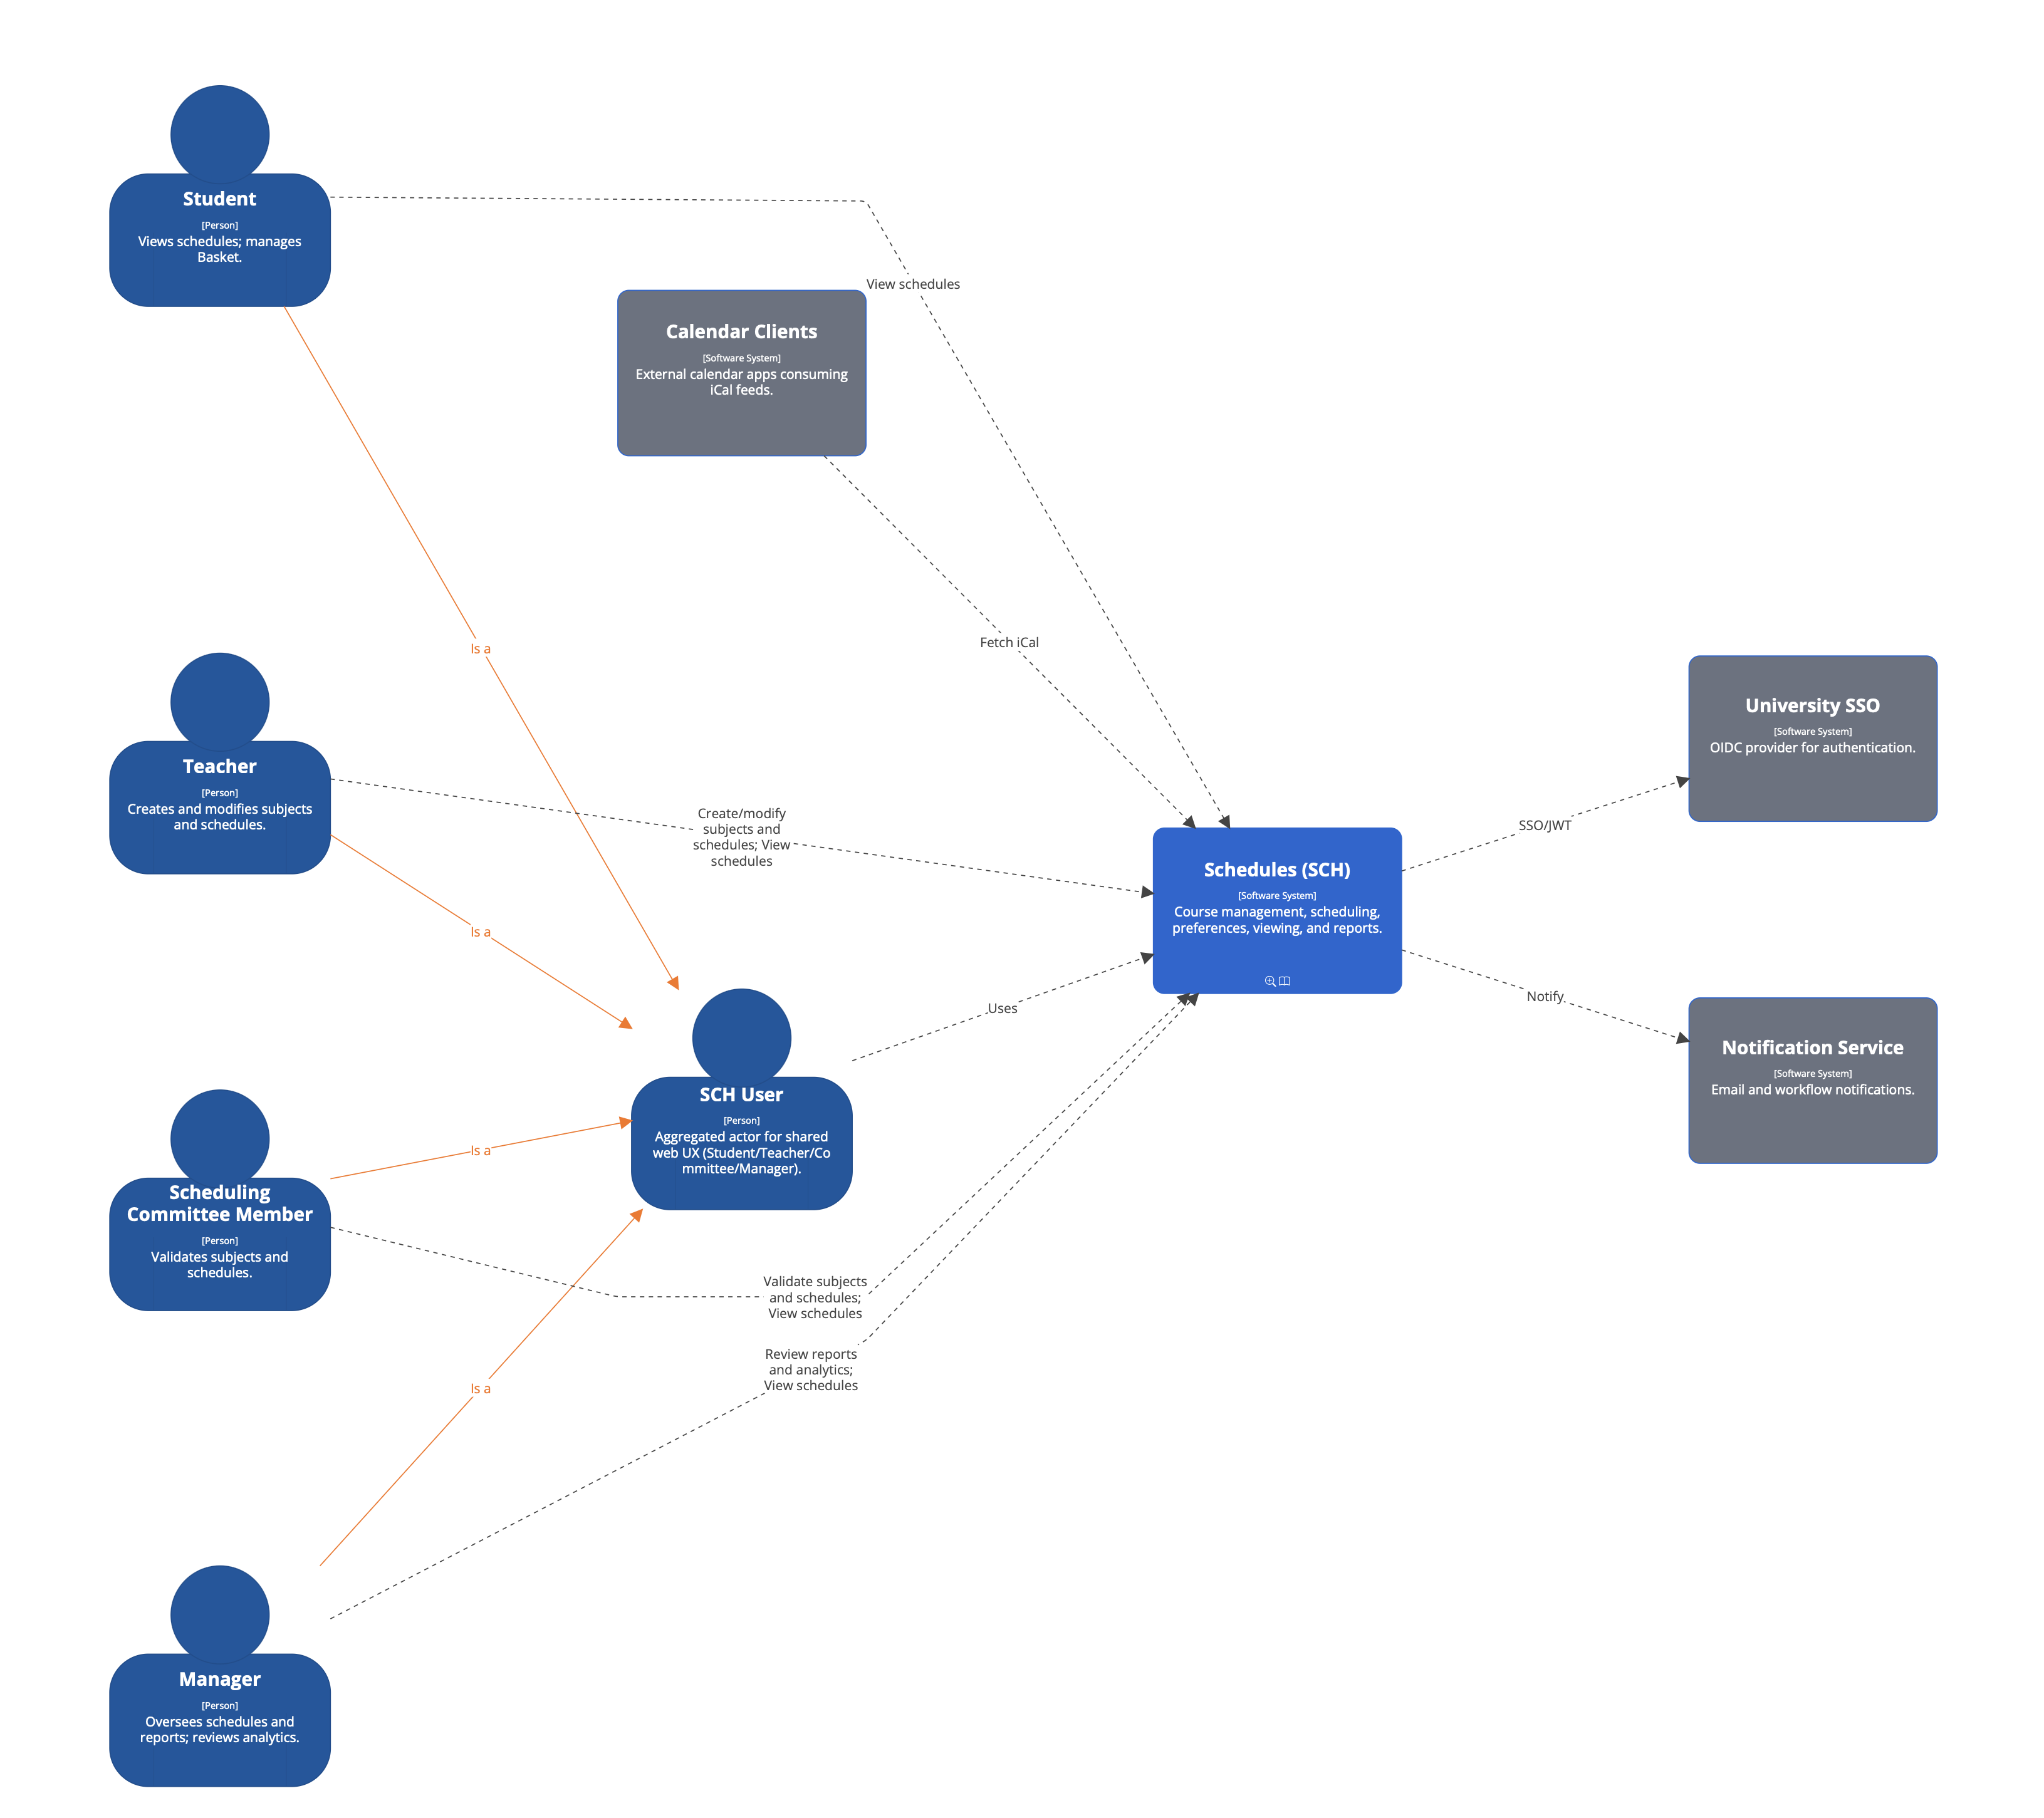 Student
[Person]
Views schedules; manages
Basket.
View schedules
Calendar Clients
[Software System]
External calendar apps consuming
iCal feeds.
Is a
Fetch iCal
Teacher
[Person]
Creates and modifies subjects
and schedules.
Create/modify
subjects and
schedules; View
schedules
Is a
University SSO
[Software System]
OIDC provider for authentication.
SSO/JWT
Schedules (SCH)
[Software System]
Course management, scheduling,
preferences, viewing, and reports.
Uses
Notify
Notification Service
[Software System]
Email and workflow notifications.
SCH User
[Person]
Aggregated actor for shared
web UX (Student/Teacher/Co
mmittee/Manager).
Is a
Scheduling
Committee Member
[Person]
Validates subjects and
schedules.
Validate subjects
and schedules;
View schedules
Review reports
and analytics;
View schedules
Is a
Manager
[Person]
Oversees schedules and
reports; reviews analytics.